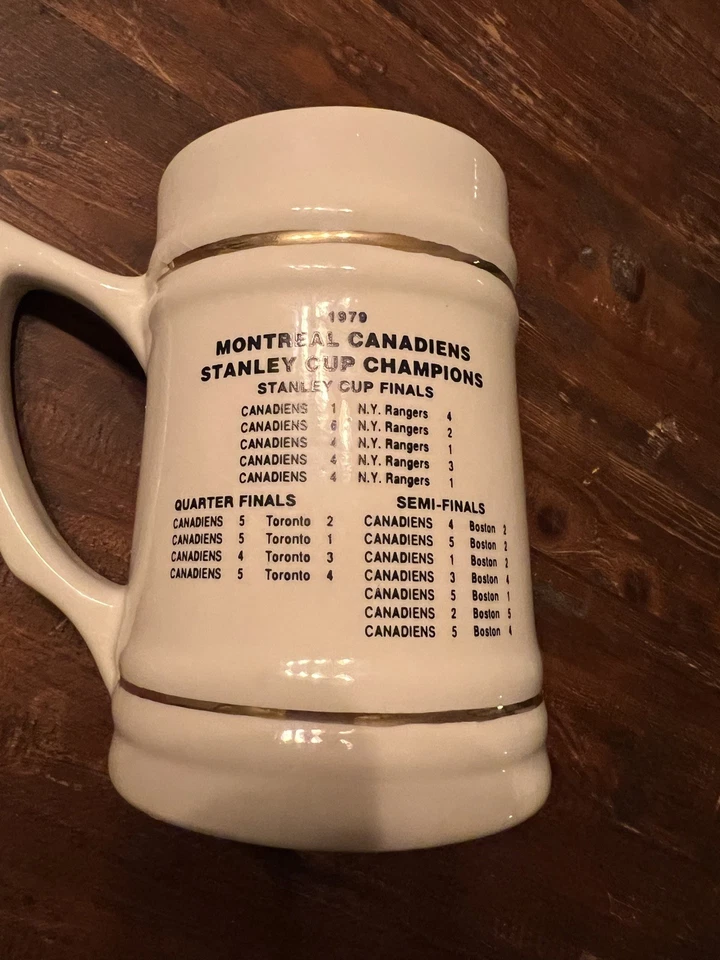 1979
MONTREAL CANADIENS
STANLEY CUP CHAMPIONS
STANLEY CUP FINALS
CANADIENS 1 N.Y. Rangers 4
CANADIENS 6 N.Y. Rangers 2
CANADIENS 4 N.Y. Rangers 1
CANADIENS 4 N.Y. Rangers 3
CANADIENS 4 N.Y. Rangers 1
QUARTER FINALS
CANADIENS 5 Toronto 2
CANADIENS 5 Toronto 1
CANADIENS 4 Toronto 3
CANADIENS 5 Toronto 4
SEMI-FINALS
CANADIENS 4 Boston 2
CANADIENS 5 Boston 2
CANADIENS 1 Boston 2
CANADIENS 3 Boston 4
CANADIENS 5 Boston 1
CANADIENS 2 Boston 5
CANADIENS 5 Boston 4